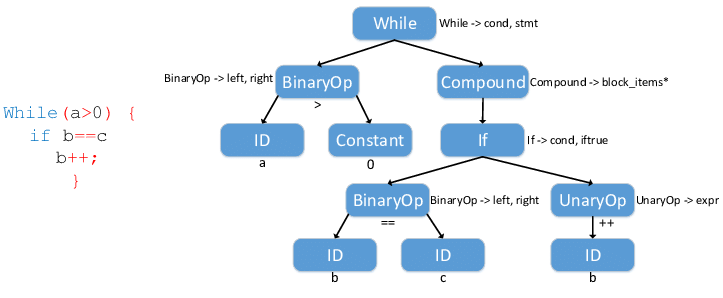 While(a>0) {
if b==c
b++;
}
While While -> cond, stmt
BinaryOp -> left, right BinaryOp Compound Compound -> block_items*
>
ID Constant If If -> cond, iftrue
a 0
BinaryOp BinaryOp -> left, right UnaryOp UnaryOp -> expr
== ++
ID ID ID
b c b